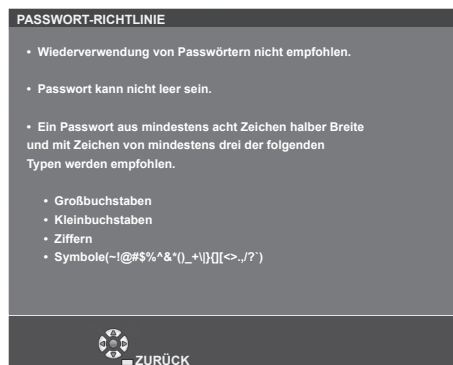 PASSWORT-RICHTLINIE
• Wiederverwendung von Passwörtern nicht empfohlen.
• Passwort kann nicht leer sein.
• Ein Passwort aus mindestens acht Zeichen halber Breite
und mit Zeichen von mindestens drei der folgenden
Typen werden empfohlen.
• Großbuchstaben
• Kleinbuchstaben
• Ziffern
• Symbole(~!@#$%^&*()_+\|}{][<>.,/?`)
ZURÜCK